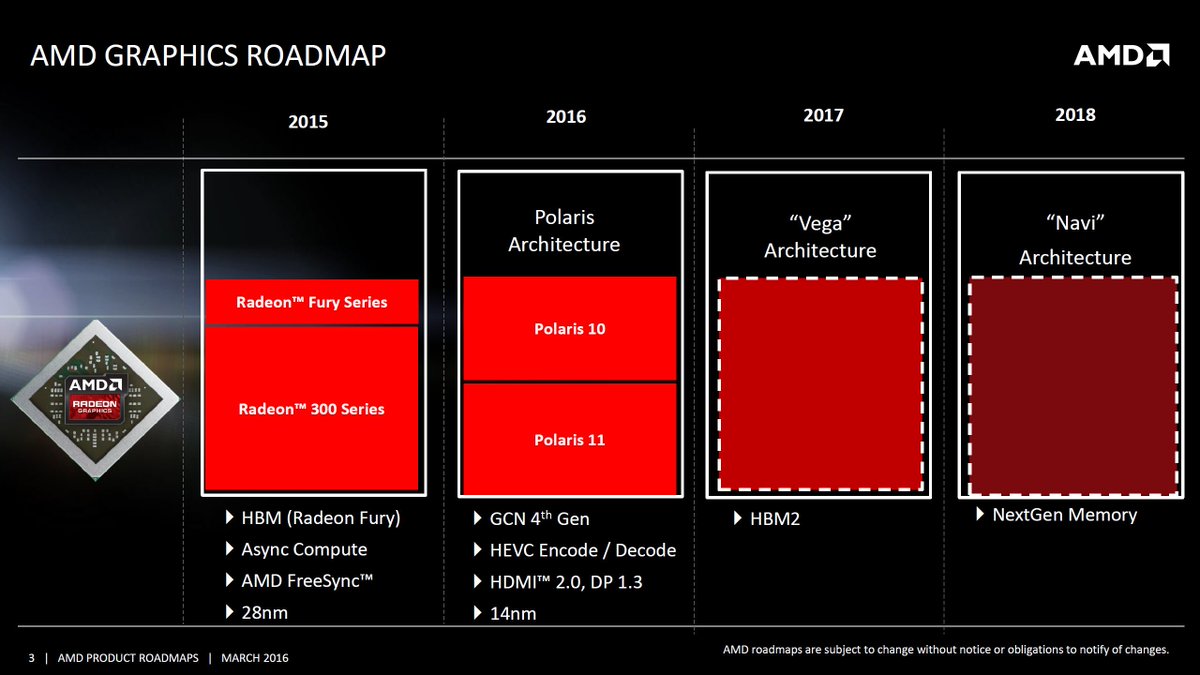 AMD GRAPHICS ROADMAP
AMD
2015
2016
2017
2018
Radeon™ Fury Series
Radeon™ 300 Series
HBM (Radeon Fury)
Async Compute
AMD FreeSync™
28nm
Polaris
Architecture
Polaris 10
Polaris 11
GCN 4th Gen
HEVC Encode / Decode
HDMI™ 2.0, DP 1.3
14nm
“Vega”
Architecture
HBM2
“Navi”
Architecture
NextGen Memory
AMD
RADEON
GRAPHICS
3 | AMD PRODUCT ROADMAPS | MARCH 2016
AMD roadmaps are subject to change without notice or obligations to notify of changes.